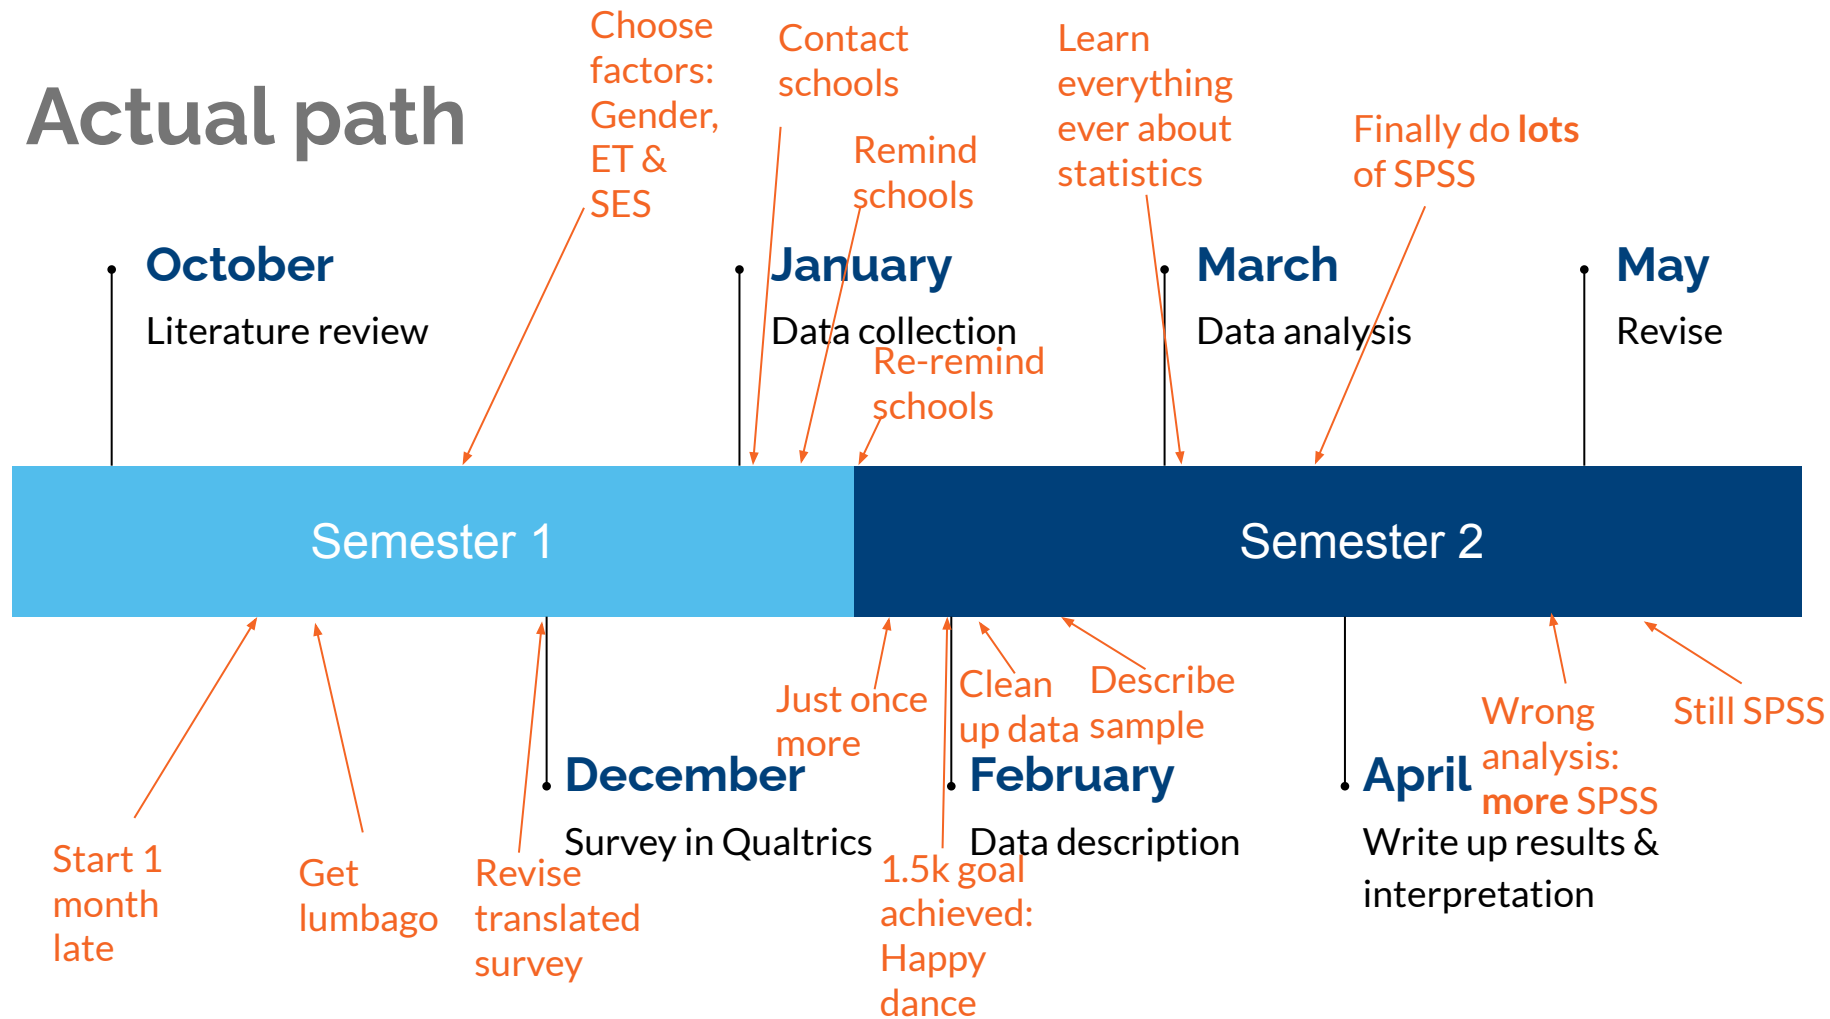 Actual path
Choose
factors:
Gender,
ET &
SES
Contact
schools
Remind
schools
Learn
everything
ever about
statistics
Finally do lots
of SPSS
October
Literature review
January
Data collection
Re-remind
schools
March
Data analysis
May
Revise
Semester 1
Semester 2
Start 1
month
late
Get
lumbago
Revise
translated
survey
December
Survey in Qualtrics
Just once
more
1.5k goal
achieved:
Happy
dance
Clean
up data
Describe
sample
February
Data description
April
Write up results &
interpretation
Wrong
analysis:
more SPSS
Still SPSS